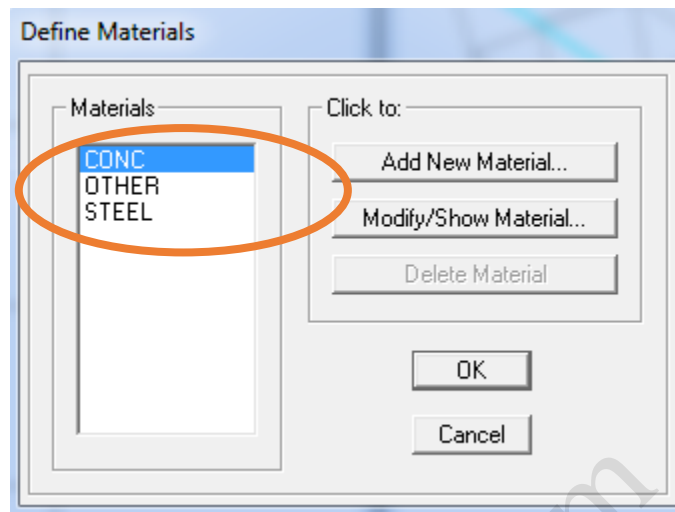 Define Materials
Materials
CONC
OTHER
STEEL
Click to:
Add New Material...
Modify/Show Material...
Delete Material
OK
Cancel